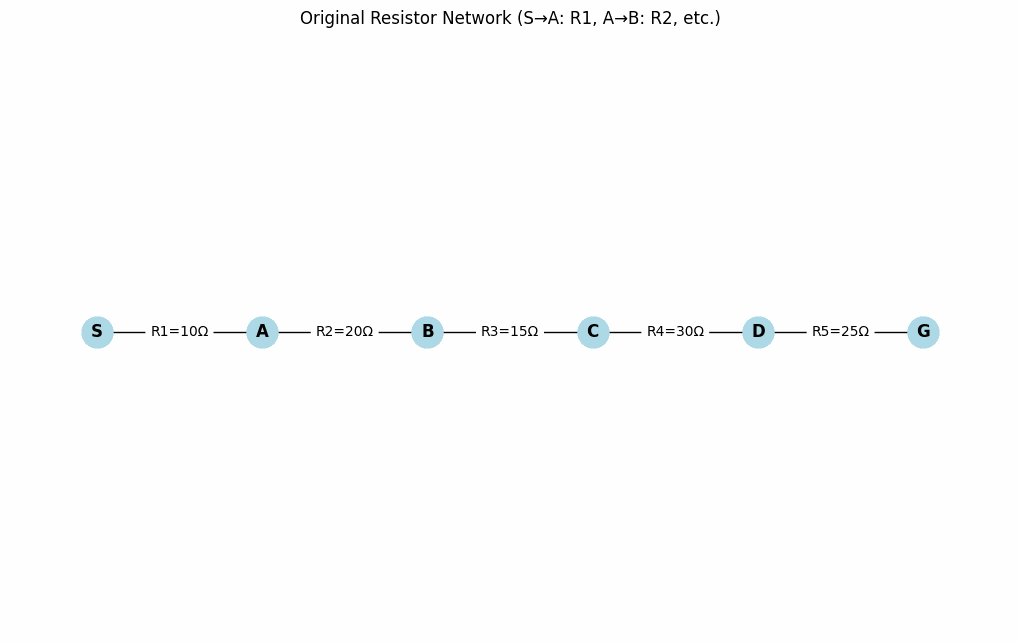 Original Resistor Network (S→A: R1, A→B: R2, etc.)
S R1=10Ω A R2=20Ω B R3=15Ω C R4=30Ω D R5=25Ω G